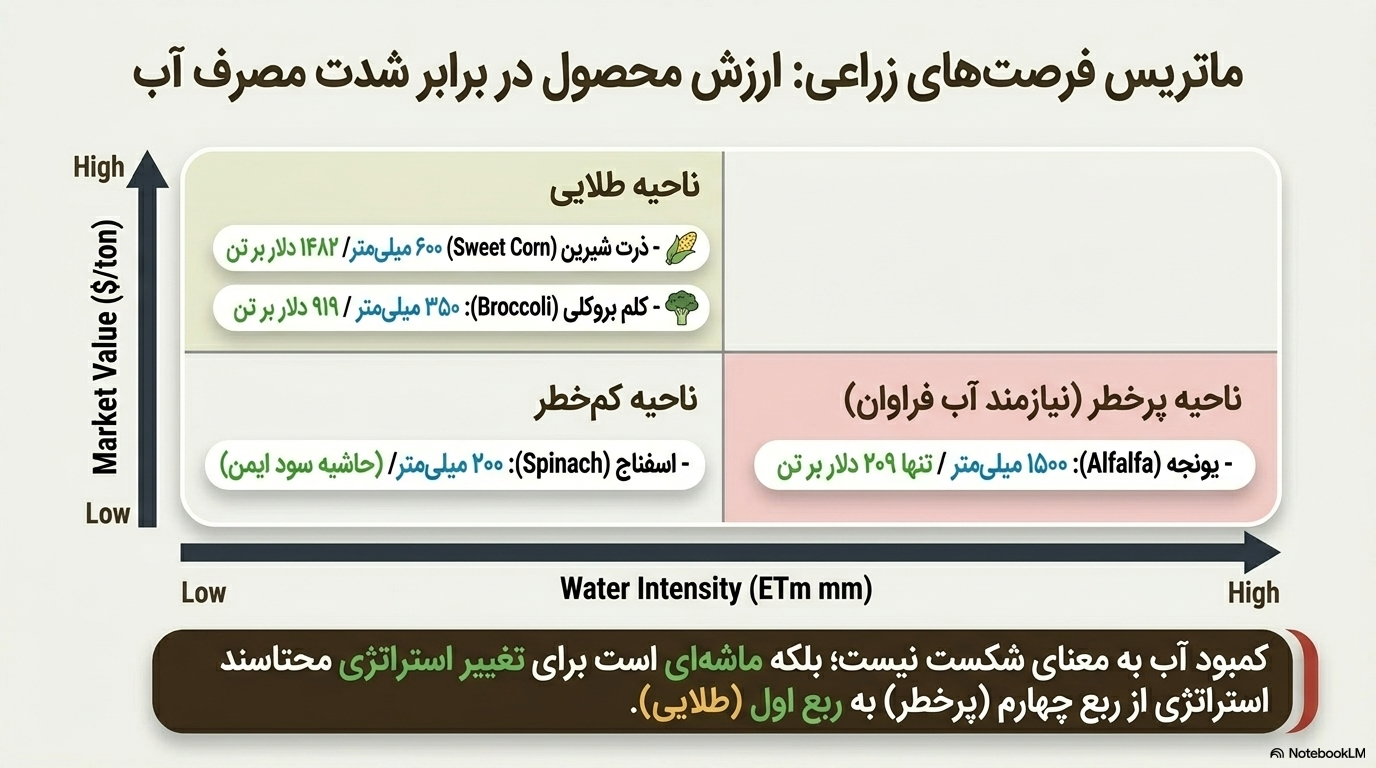 ماتریس فرصت‌های زراعی: ارزش محصول در برابر شدت مصرف آب
High
Market Value ($/ton)
Low
ناحیه طلایی
- ذرت شیرین (Sweet Corn) ۶۰۰ میلی‌متر/ ۱۴۸۲ دلار بر تن
- کلم بروکلی (Broccoli): ۳۵۰ میلی‌متر / ۹۱۹ دلار بر تن
ناحیه کم‌خطر
- اسفناج (Spinach): ۲۰۰ میلی‌متر/ (حاشیه سود ایمن)
ناحیه پرخطر (نیازمند آب فراوان)
- یونجه (Alfalfa): ۱۵۰۰ میلی‌متر / تنها ۲۰۹ دلار بر تن
Low
Water Intensity (ETm mm)
High
کمبود آب به معنای شکست نیست؛ بلکه ماشه‌ای است برای تغییر استراتژی محتاسند
استراتژی از ربع چهارم (پرخطر) به ربع اول (طلایی).
NotebookLM